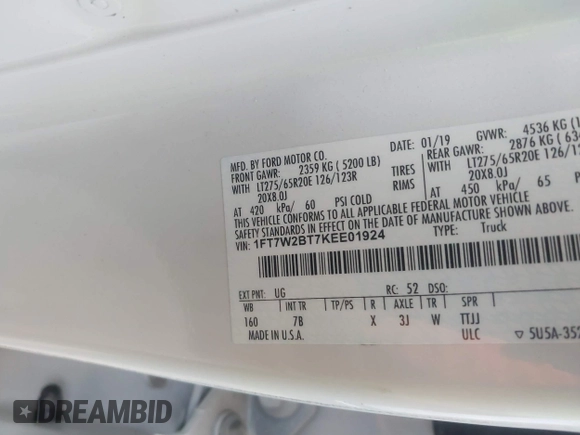 MFD. BY FORD MOTOR CO. DATE: 01/19 GVWR: 4536 KG
FRONT GAWR: 2359 KG ( 5200 LB) REAR GAWR: 2876 KG
WITH LT275/65R20E 126/123R TIRES WITH LT275/65R20E 126/
20X8.0J RIMS 20X8.0J
AT 420 kPa/ 60 PSI COLD AT 450 kPa/ 65
THIS VEHICLE CONFORMS TO ALL APPLICABLE FEDERAL MOTOR VEHICLE
SAFETY STANDARDS IN EFFECT ON THE DATE OF MANUFACTURE SHOWN ABOVE.
VIN: 1FT7W2BT7KEE01924 TYPE: Truck
EXT PNT: UG RC: 52 DSO:
WB INT TR TP/PS R AXLE TR SPR
160 7B X 3J W TTJJ
MADE IN U.S.A. ULC ▽ 5U5A-352
DREAMBID